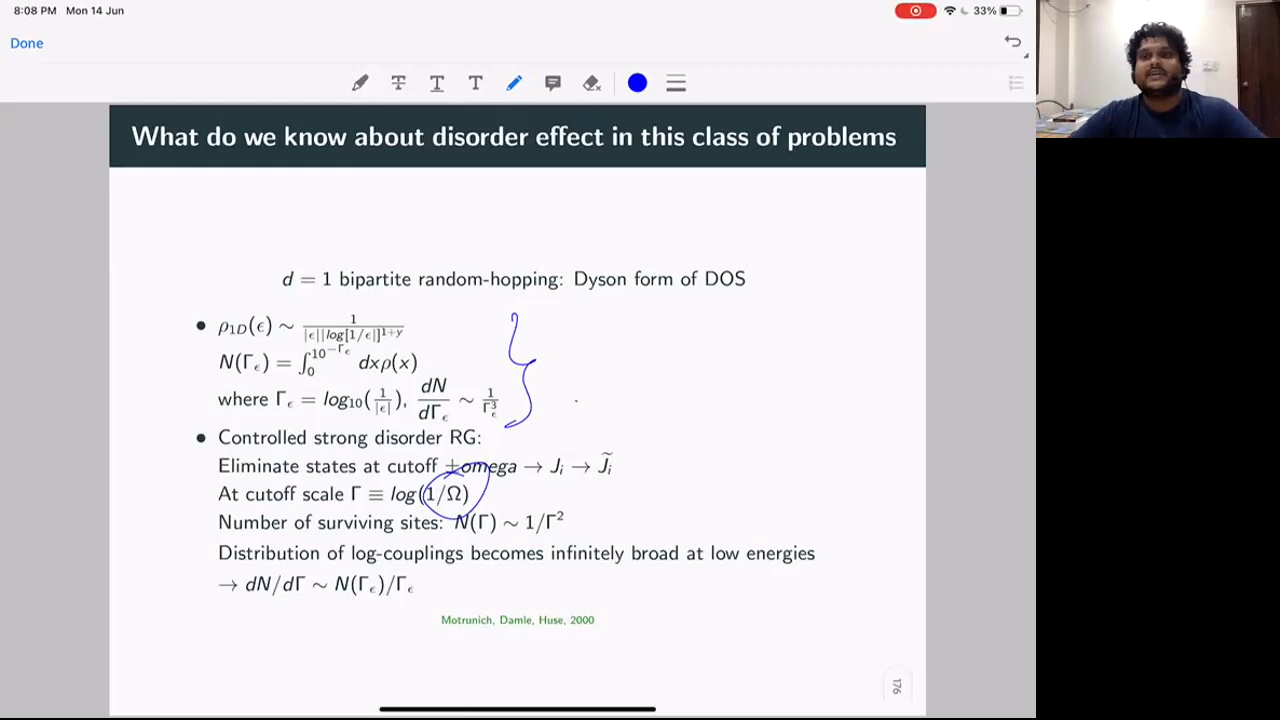 8:08 PM Mon 14 Jun
33%
Done
What do we know about disorder effect in this class of problems
d = 1 bipartite random-hopping: Dyson form of DOS
• ρ1D(ϵ) ∼ 1/|ϵ||log[1/ϵ|]^{1+y}
N(Γϵ) = ∫_0^{10^{−Γϵ}} dxρ(x)
where Γϵ = log10(1/|ϵ|), dN/dΓϵ ∼ 1/Γϵ^3
• Controlled strong disorder RG:
Eliminate states at cutoff ±omega → Ji → J̃i
At cutoff scale Γ ≡ log(1/Ω)
Number of surviving sites: N(Γ) ∼ 1/Γ²
Distribution of log-couplings becomes infinitely broad at low energies
→ dN/dΓ ∼ N(Γϵ)/Γϵ
Motrunich, Damle, Huse, 2000
176